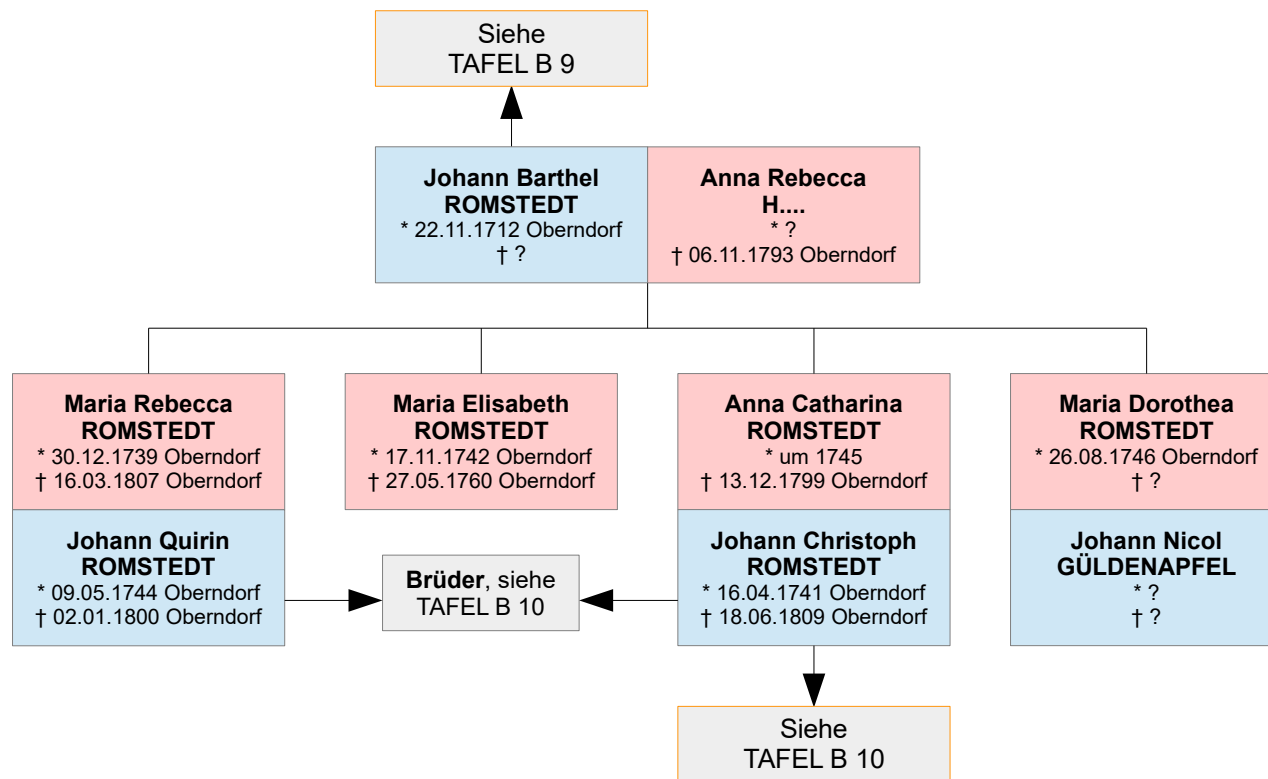 Siehe
TAFEL B 9
Johann Barthel
ROMSTEDT
* 22.11.1712 Oberndorf
† ?
Anna Rebecca
H....
* ?
† 06.11.1793 Oberndorf
Maria Rebecca
ROMSTEDT
* 30.12.1739 Oberndorf
† 16.03.1807 Oberndorf
Maria Elisabeth
ROMSTEDT
* 17.11.1742 Oberndorf
† 27.05.1760 Oberndorf
Anna Catharina
ROMSTEDT
* um 1745
† 13.12.1799 Oberndorf
Maria Dorothea
ROMSTEDT
* 26.08.1746 Oberndorf
† ?
Johann Quirin
ROMSTEDT
* 09.05.1744 Oberndorf
† 02.01.1800 Oberndorf
Brüder, siehe
TAFEL B 10
Johann Christoph
ROMSTEDT
* 16.04.1741 Oberndorf
† 18.06.1809 Oberndorf
Johann Nicol
GÜLDENAPFEL
* ?
† ?
Siehe
TAFEL B 10